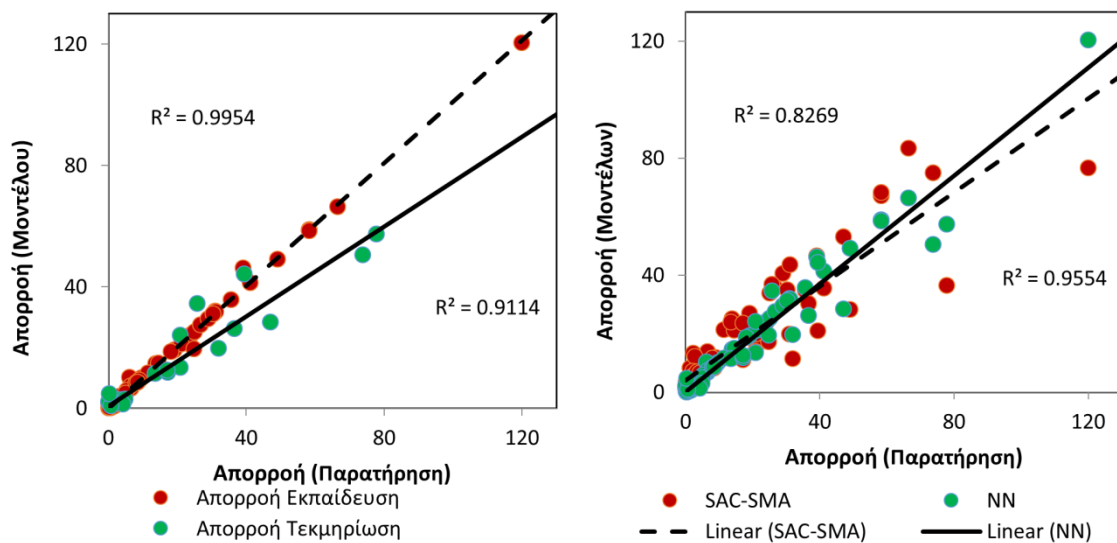 120
80
40
0
R² = 0.9954
R² = 0.9114
Απορροή (Μοντέλου)
0
40
80
120
Απορροή (Παρατήρηση)
Απορροή Εκπαίδευση
Απορροή Τεκμηρίωση
120
80
40
0
R² = 0.8269
R² = 0.9554
Απορροή (Μοντέλων)
0
40
80
120
Απορροή (Παρατήρηση)
SAC-SMA
NN
Linear (SAC-SMA)
Linear (NN)